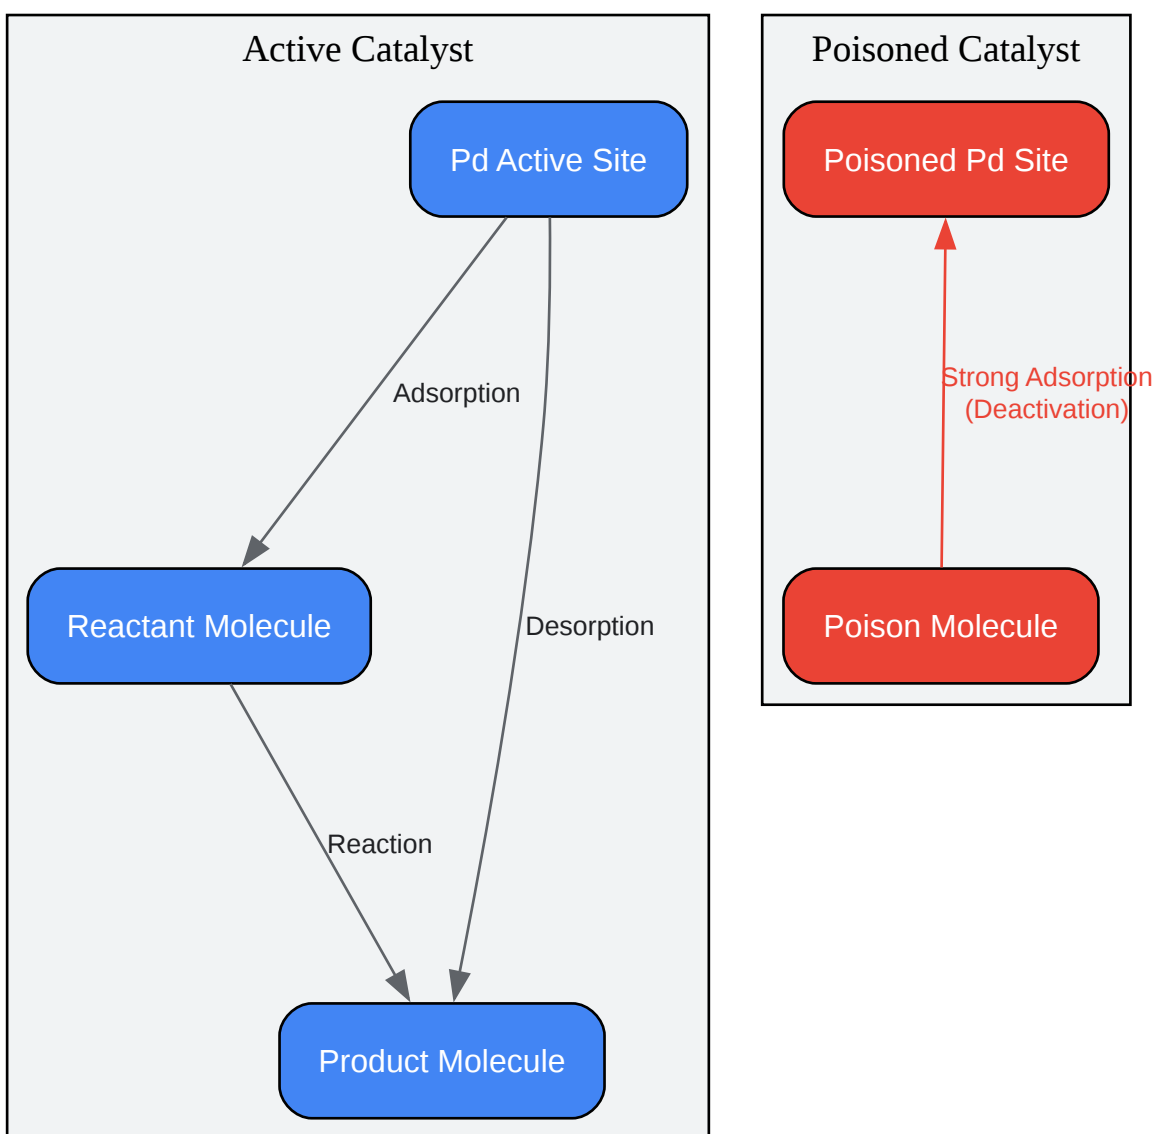 Active Catalyst
Pd Active Site
Adsorption
Reactant Molecule
Desorption
Reaction
Product Molecule
Poisoned Catalyst
Poisoned Pd Site
Strong Adsorption
(Deactivation)
Poison Molecule